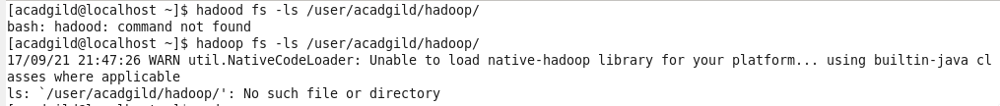 [acadgild@localhost ~]$ hadood fs -ls /user/acadgild/hadoop/
bash: hadood: command not found
[acadgild@localhost ~]$ hadoop fs -ls /user/acadgild/hadoop/
17/09/21 21:47:26 WARN util.NativeCodeLoader: Unable to load native-hadoop library for your platform... using builtin-java cl
asses where applicable
ls: `/user/acadgild/hadoop/': No such file or directory